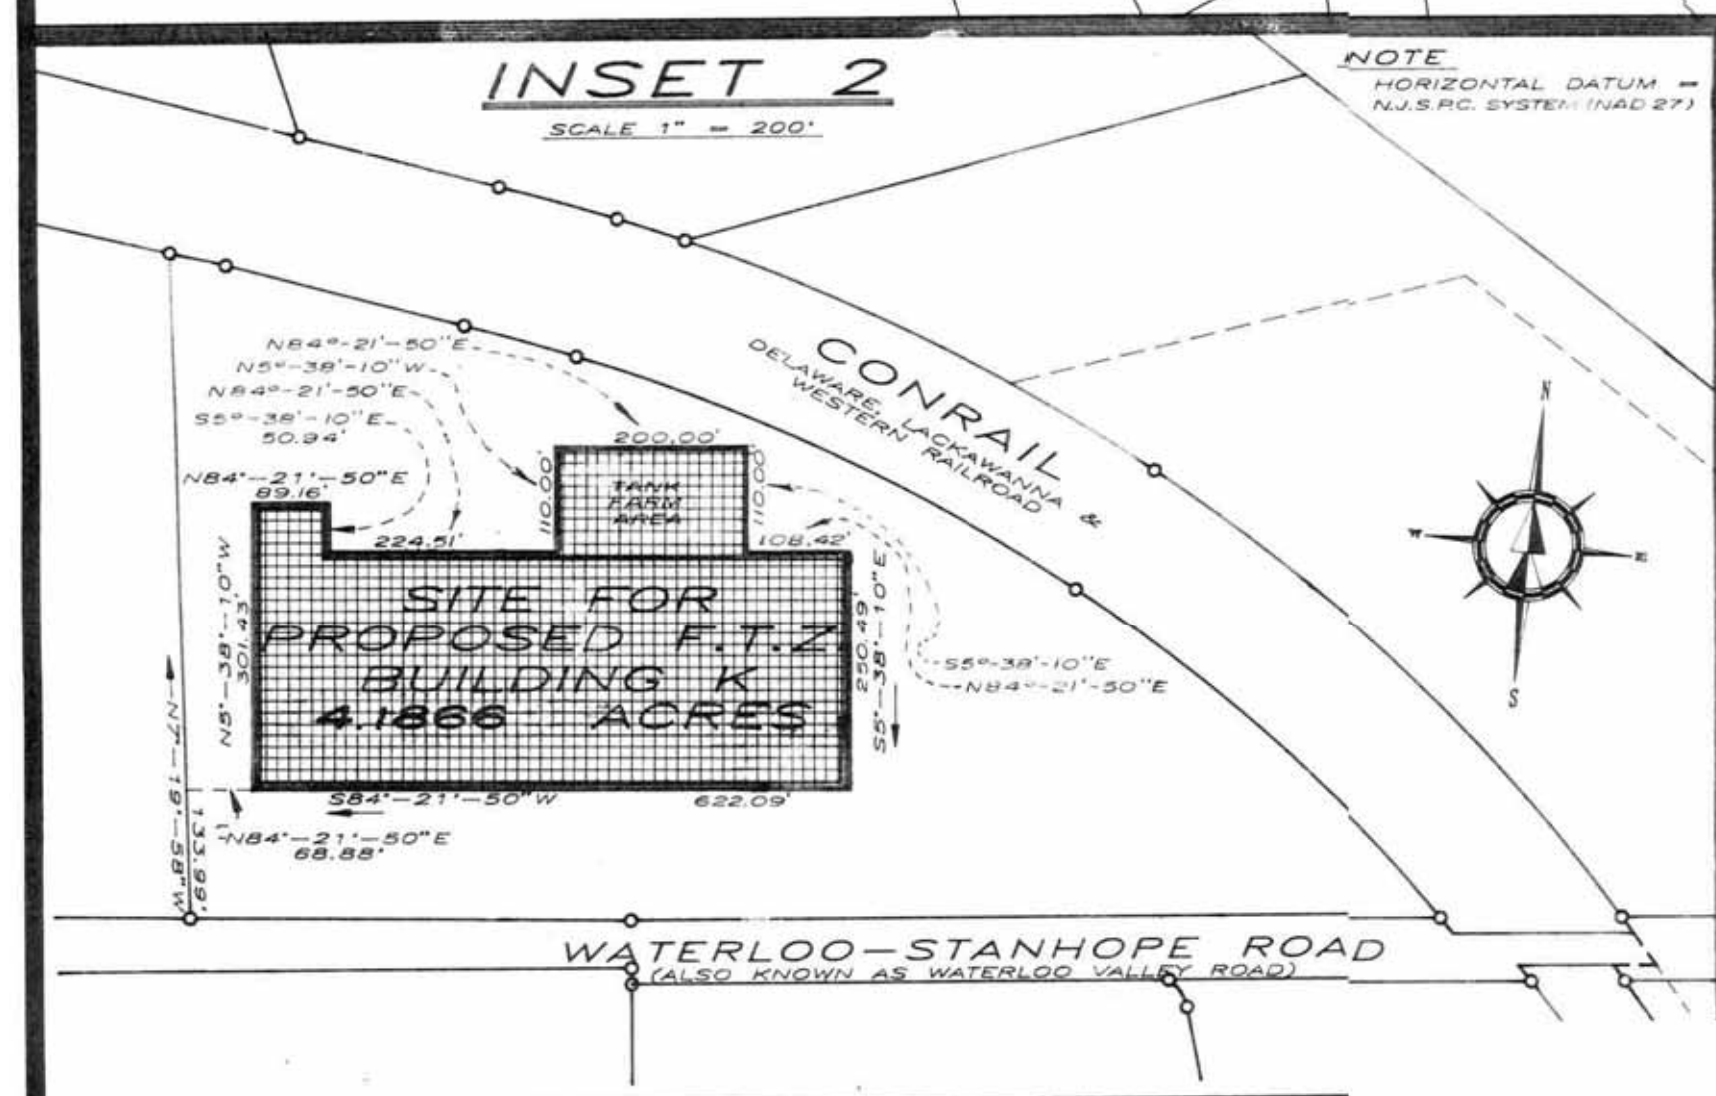 INSET 2
SCALE 1" = 200'
NOTE
HORIZONTAL DATUM =
N.J.S.P.C. SYSTEM (NAD 27)
N84°-21'-50"E
N5°-38'-10"W
N84°-21'-50"E
S5°-38'-10"E
50.94'
N84°-21'-50"E
89.16'
224.51'
110.00'
200.00'
110.00'
108.42'
TANK
FARM
AREA
CONRAIL
DELAWARE, LACKAWANNA &
WESTERN RAILROAD
N
W
E
S
N5°-38'-10"W
301.43'
SITE FOR
PROPOSED F.T.Z.
BUILDING K
4.1866 ACRES
250.49'
S5°-38'-10"E
S5°-38'-10"E
N84°-21'-50"E
S84°-21'-50"W
622.09'
N84°-21'-50"E
68.88'
N7°-19'-58"W
133.99'
WATERLOO-STANHOPE ROAD
(ALSO KNOWN AS WATERLOO VALLEY ROAD)